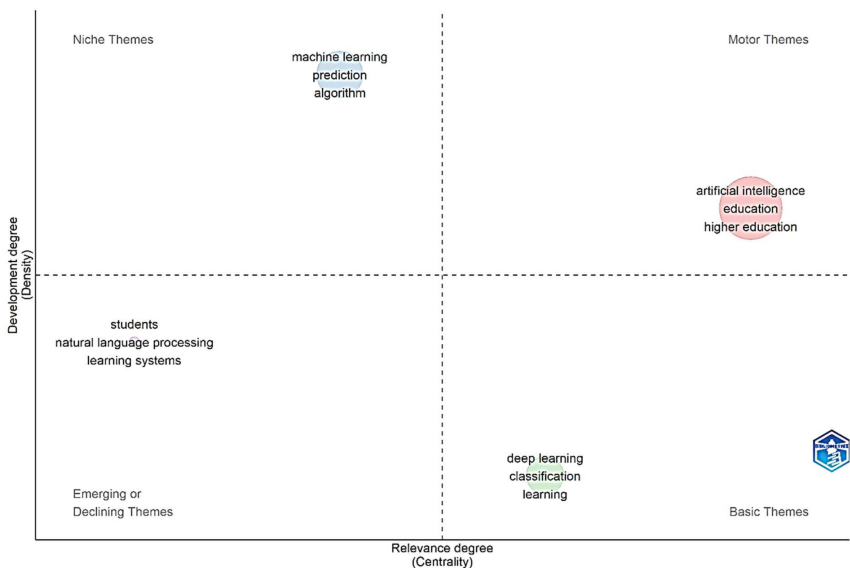 Niche Themes
Motor Themes
machine learning
prediction
algorithm
artificial intelligence
education
higher education
Development degree
(Density)
students
natural language processing
learning systems
deep learning
classification
learning
Emerging or
Declining Themes
Basic Themes
Relevance degree
(Centrality)